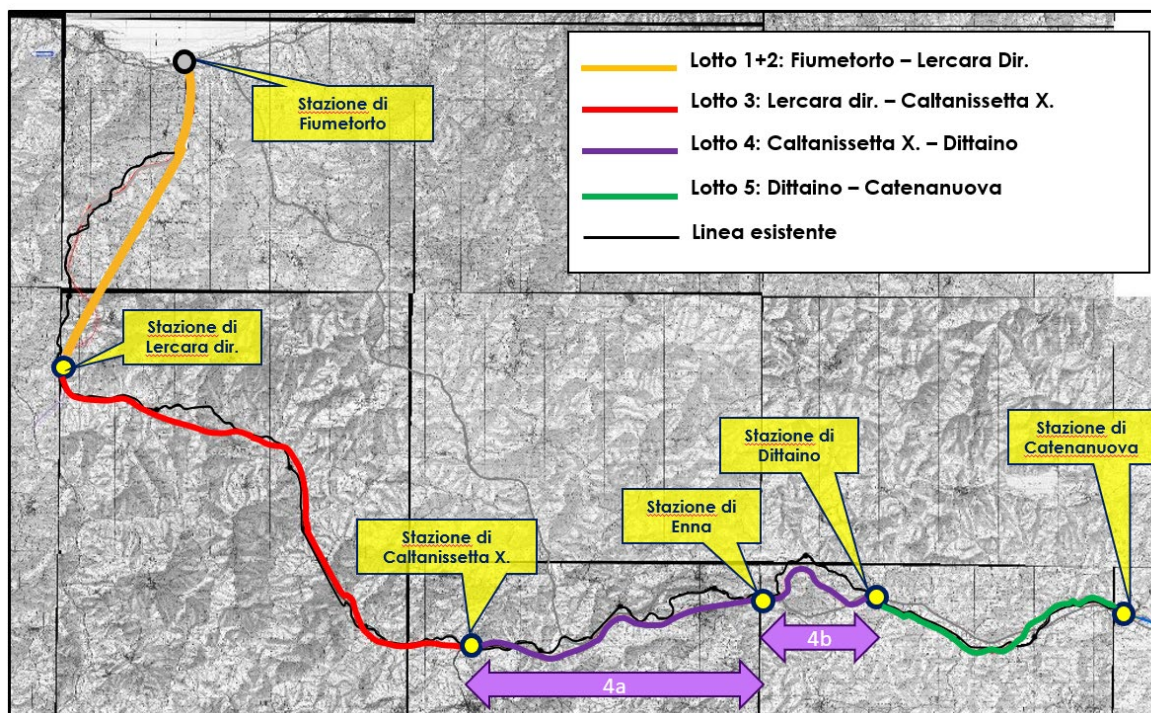 Stazione di
Fiumetorto
Lotto 1+2: Fiumetorto – Lercara Dir.
Lotto 3: Lercara dir. – Caltanissetta X.
Lotto 4: Caltanissetta X. – Dittaino
Lotto 5: Dittaino – Catenanuova
Linea esistente
Stazione di
Lercara dir.
Stazione di
Caltanissetta X.
Stazione di
Enna
Stazione di
Dittaino
Stazione di
Catenanuova
4a
4b